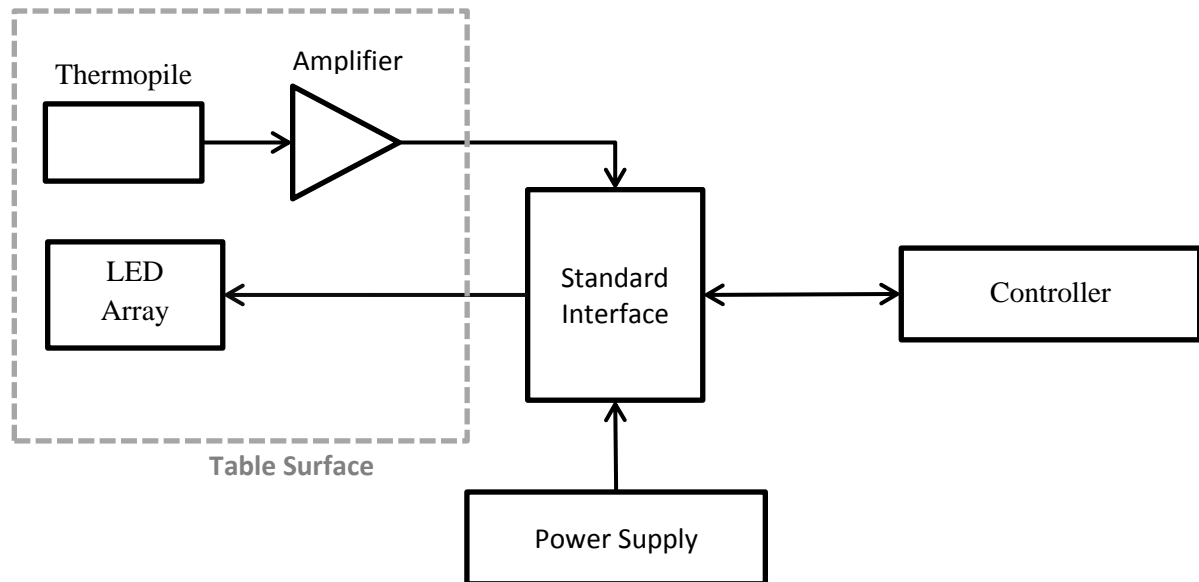 Amplifier
Thermopile
LED
Array
Standard
Interface
Controller
Table Surface
Power Supply